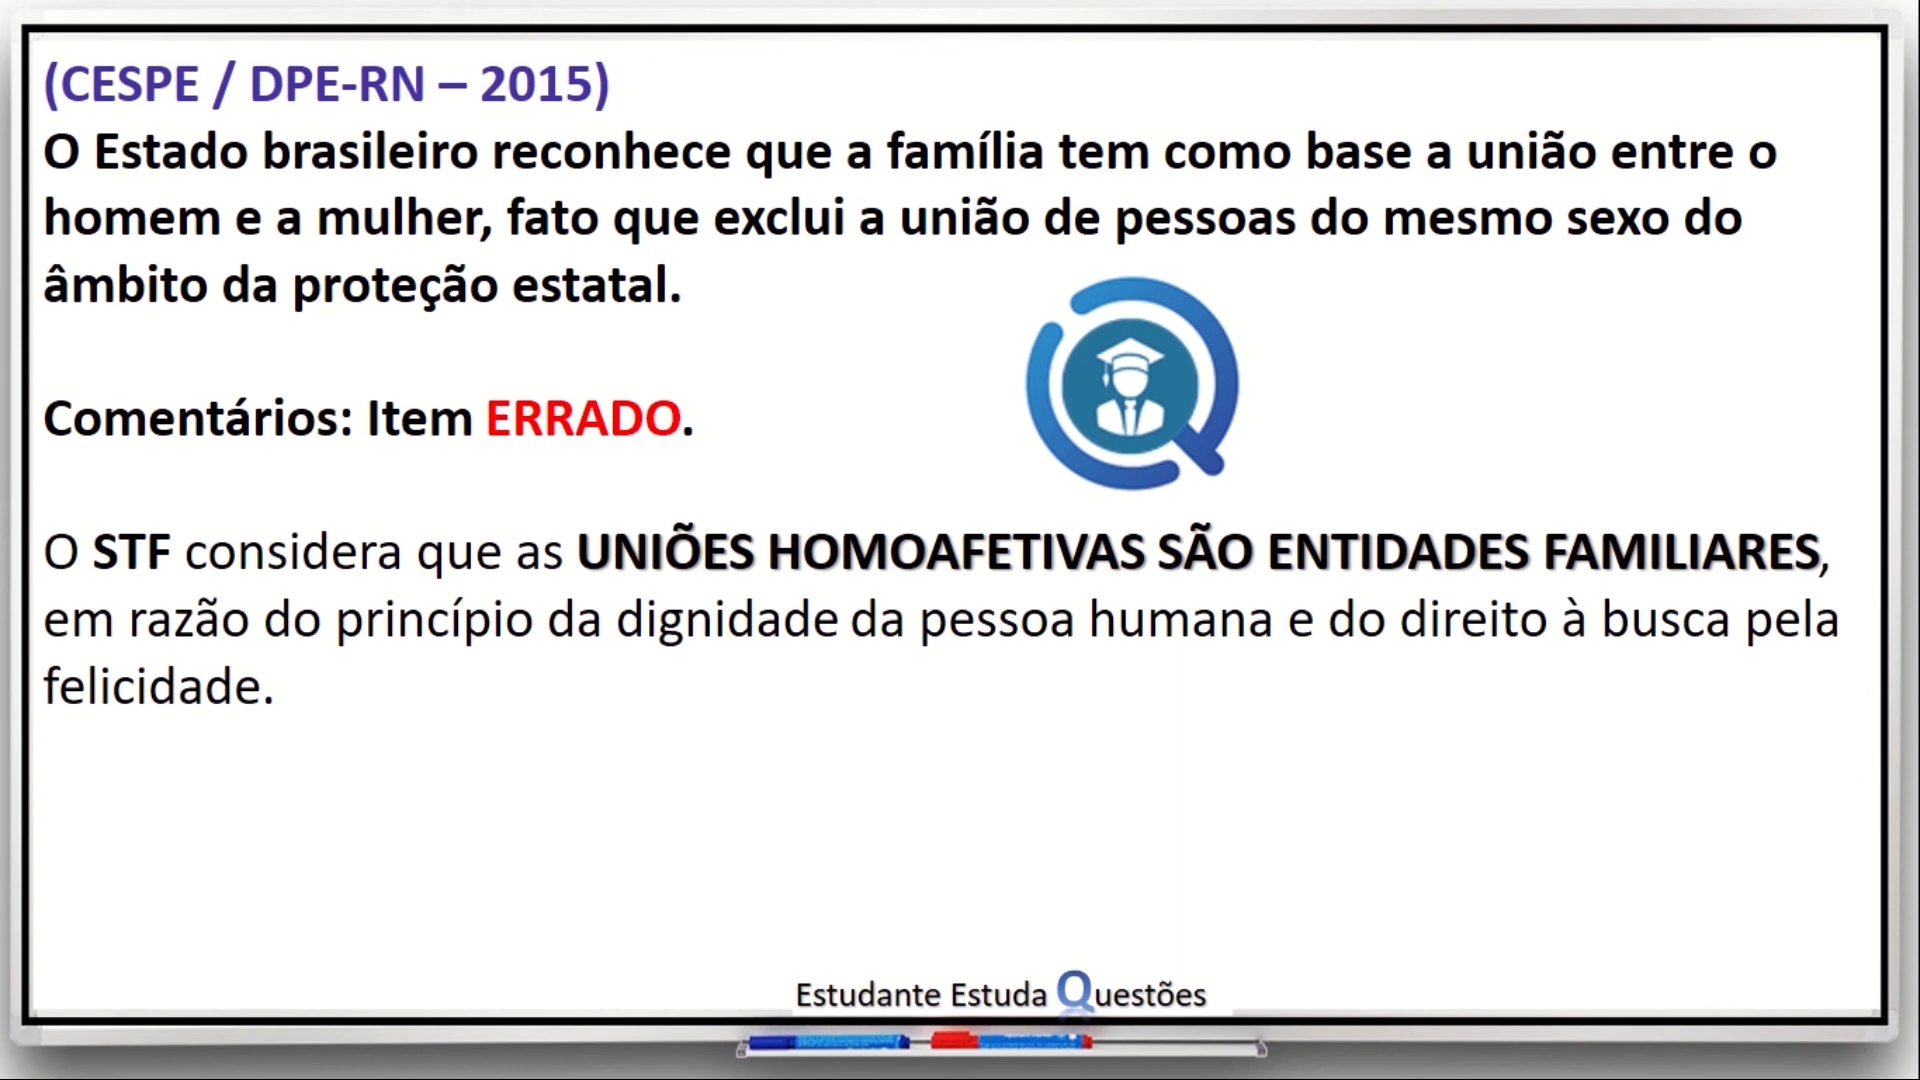 (CESPE / DPE-RN – 2015)
O Estado brasileiro reconhece que a família tem como base a união entre o
homem e a mulher, fato que exclui a união de pessoas do mesmo sexo do
âmbito da proteção estatal.
Comentários: Item ERRADO.
O STF considera que as UNIÕES HOMOAFETIVAS SÃO ENTIDADES FAMILIARES,
em razão do princípio da dignidade da pessoa humana e do direito à busca pela
felicidade.
Estudante Estuda Questões